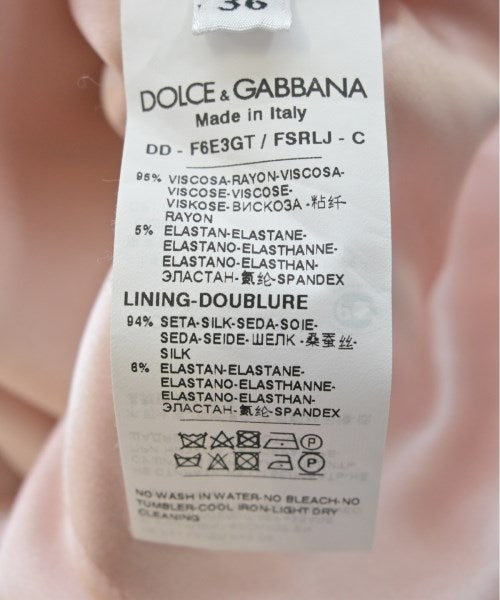 36
DOLCE & GABBANA
Made in Italy
DD - F6E3GT / FSRLJ - C
95% VISCOSA-RAYON-VISCOSA-
VISCOSE-VISCOSE-
VISKOSE-ВИСКОЗА-粘纤-
RAYON
5% ELASTAN-ELASTANE-
ELASTANO-ELASTHANNE-
ELASTANO-ELASTHAN-
ЭЛАСТАН-氨纶-SPANDEX
LINING-DOUBLURE
94% SETA-SILK-SEDA-SOIE-
SEDA-SEIDE-ШЕЛК-桑蚕丝-
SILK
6% ELASTAN-ELASTANE-
ELASTANO-ELASTHANNE-
ELASTANO-ELASTHAN-
ЭЛАСТАН-氨纶-SPANDEX
P
P
NO WASH IN WATER-NO BLEACH-NO
TUMBLER-COOL IRON-LIGHT DRY
CLEANING